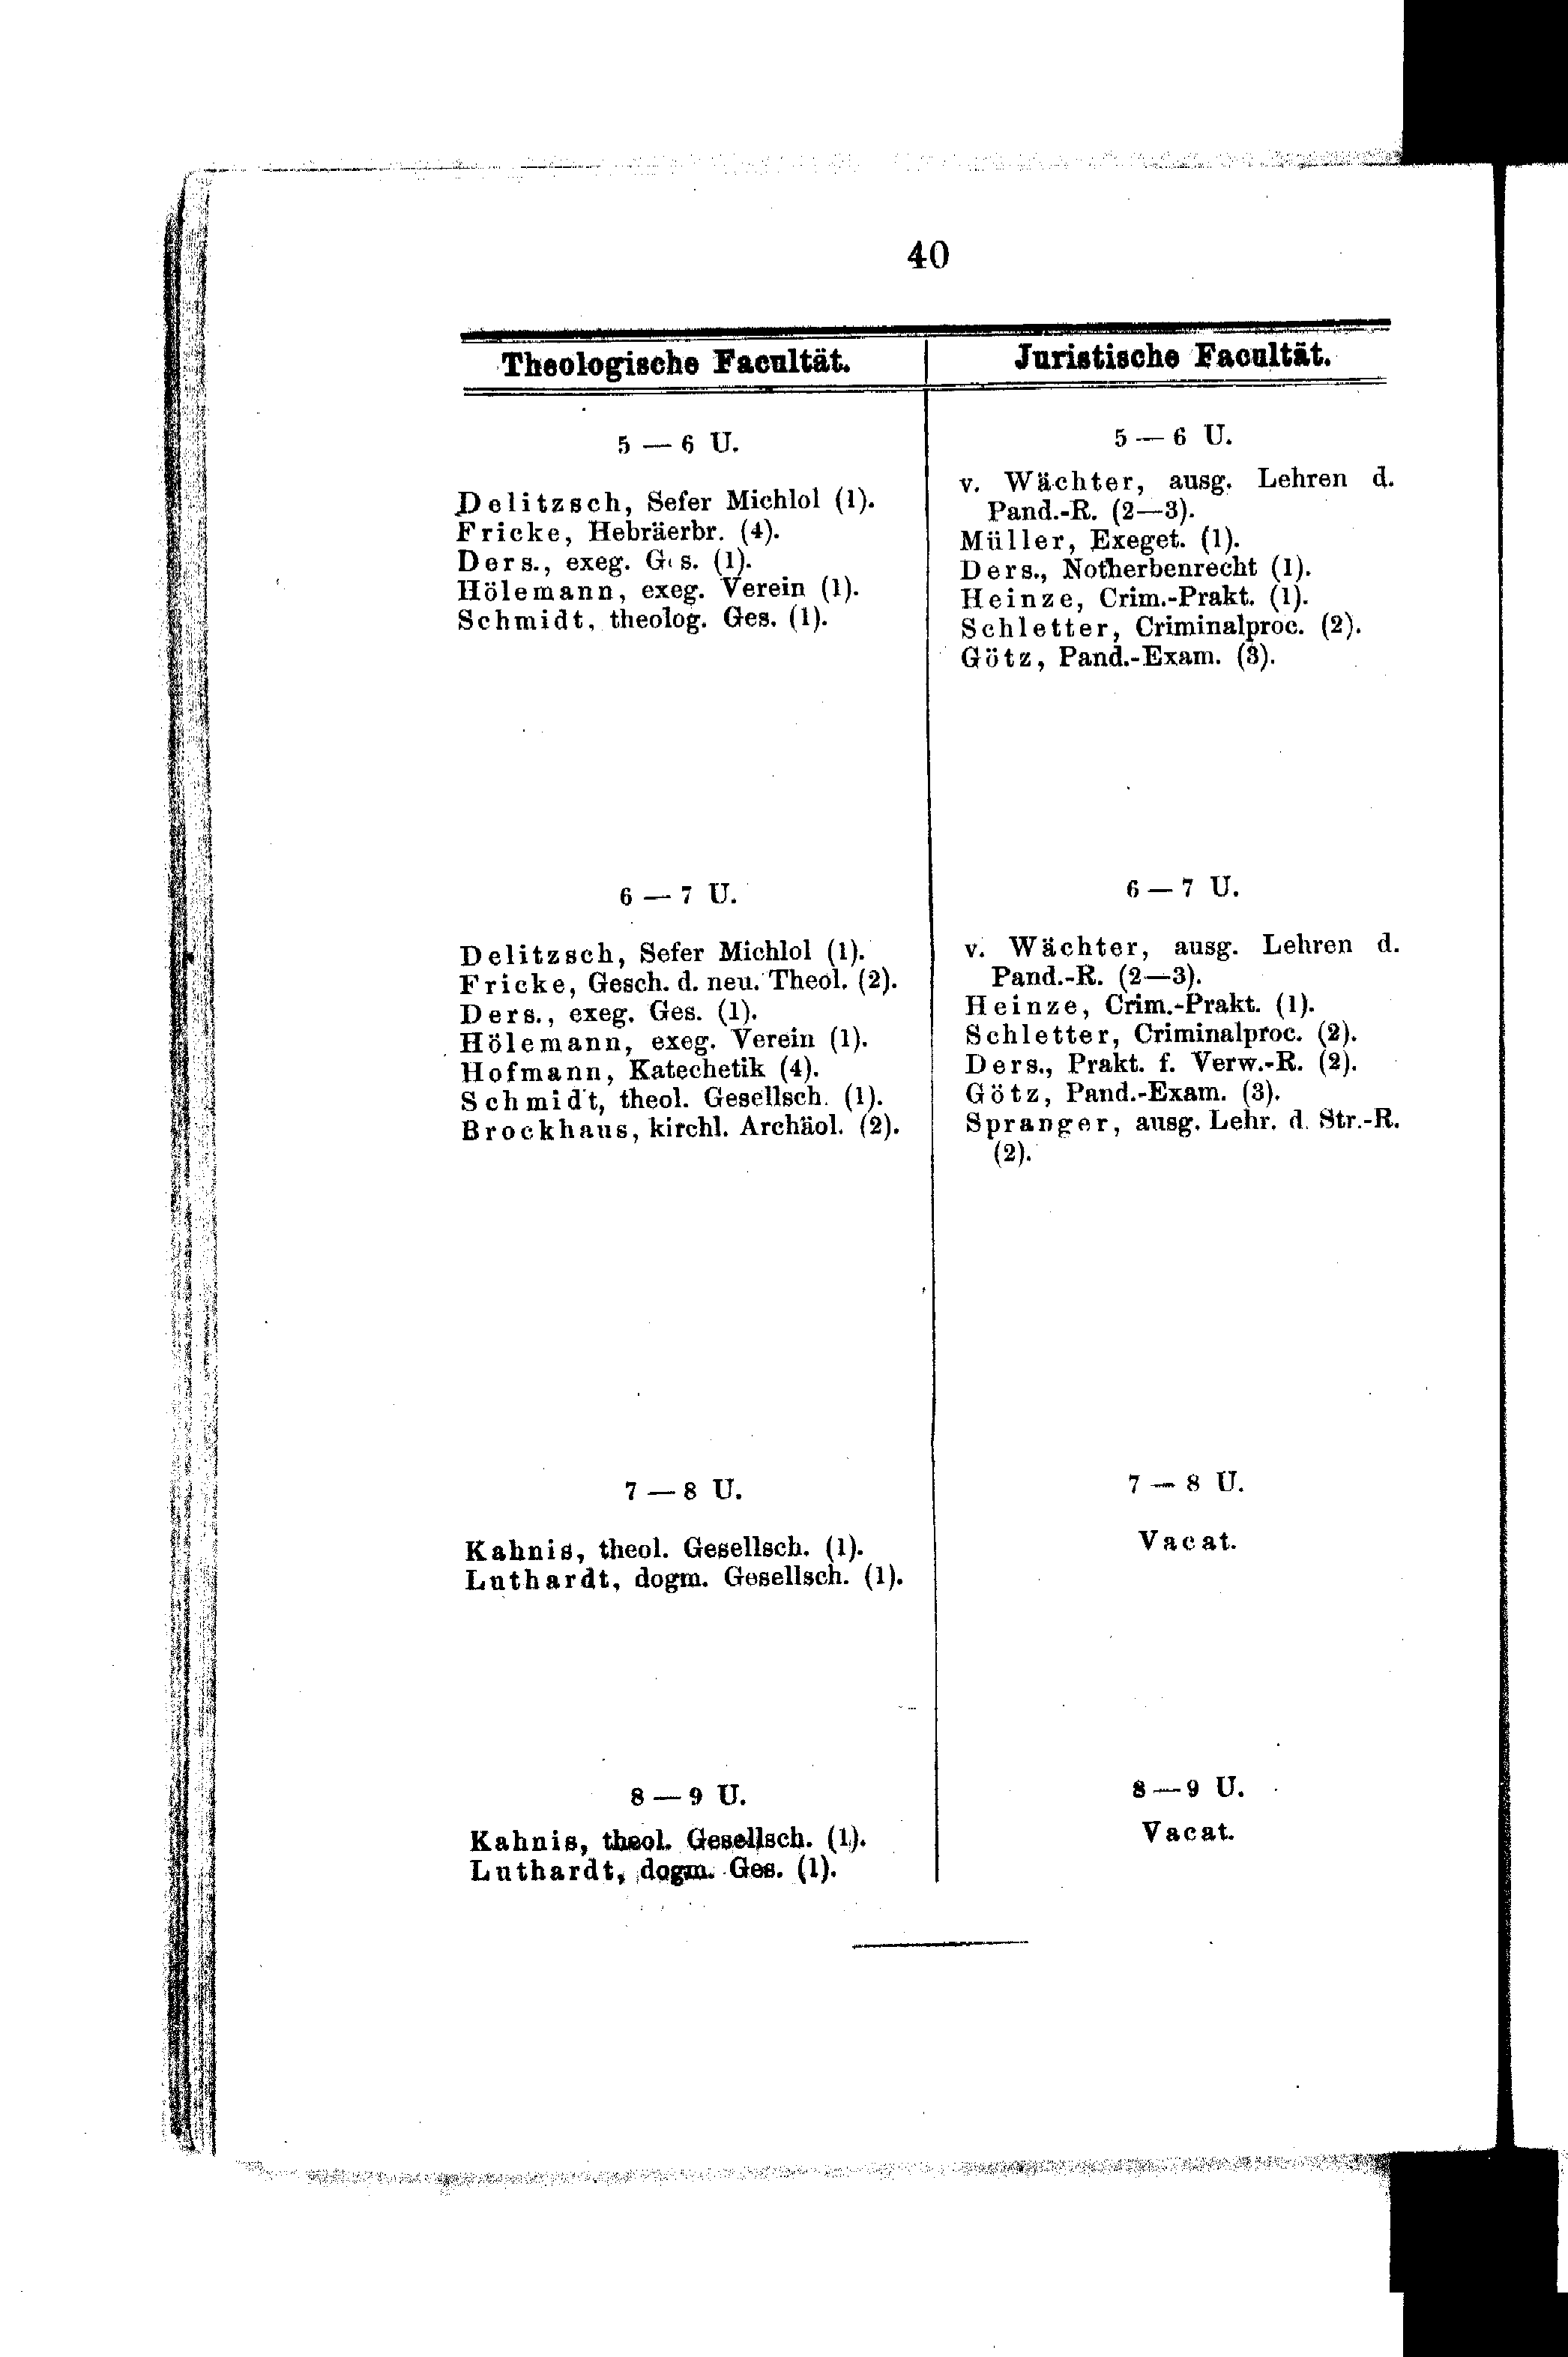 40
Theologische Facultät.
5 — 6 U.
Delitzsch, Sefer Michlol (1).
Fricke, Hebräerbr. (4).
Ders., exeg. Ges. (1).
Hölemann, exeg. Verein (1).
Schmidt, theolog. Ges. (1).
6 — 7 U.
Delitzsch, Sefer Michlol (1).
Fricke, Gesch. d. neu. Theol. (2).
Ders., exeg. Ges. (1).
Hölemann, exeg. Verein (1).
Hofmann, Katechetik (4).
Schmidt, theol. Gesellsch. (1).
Brockhaus, kirchl. Archäol. (2).
7 — 8 U.
Kahnis, theol. Gesellsch. (1).
Luthardt, dogm. Gesellsch. (1).
8 — 9 U.
Kahnis, theol. Gesellsch. (1).
Luthardt, dogm. Ges. (1).
Juristische Facultät.
5 — 6 U.
v. Wächter, ausg. Lehren d.
Pand.-R. (2—3).
Müller, Exeget. (1).
Ders., Notherbenrecht (1).
Heinze, Crim.-Prakt. (1).
Schletter, Criminalproc. (2).
Götz, Pand.-Exam. (3).
6 — 7 U.
v. Wächter, ausg. Lehren d.
Pand.-R. (2—3).
Heinze, Crim.-Prakt. (1).
Schletter, Criminalproc. (2).
Ders., Prakt. f. Verw.-R. (2).
Götz, Pand.-Exam. (3).
Spranger, ausg. Lehr. d. Str.-R.
(2).
7 — 8 U.
Vacat.
8 — 9 U.
Vacat.